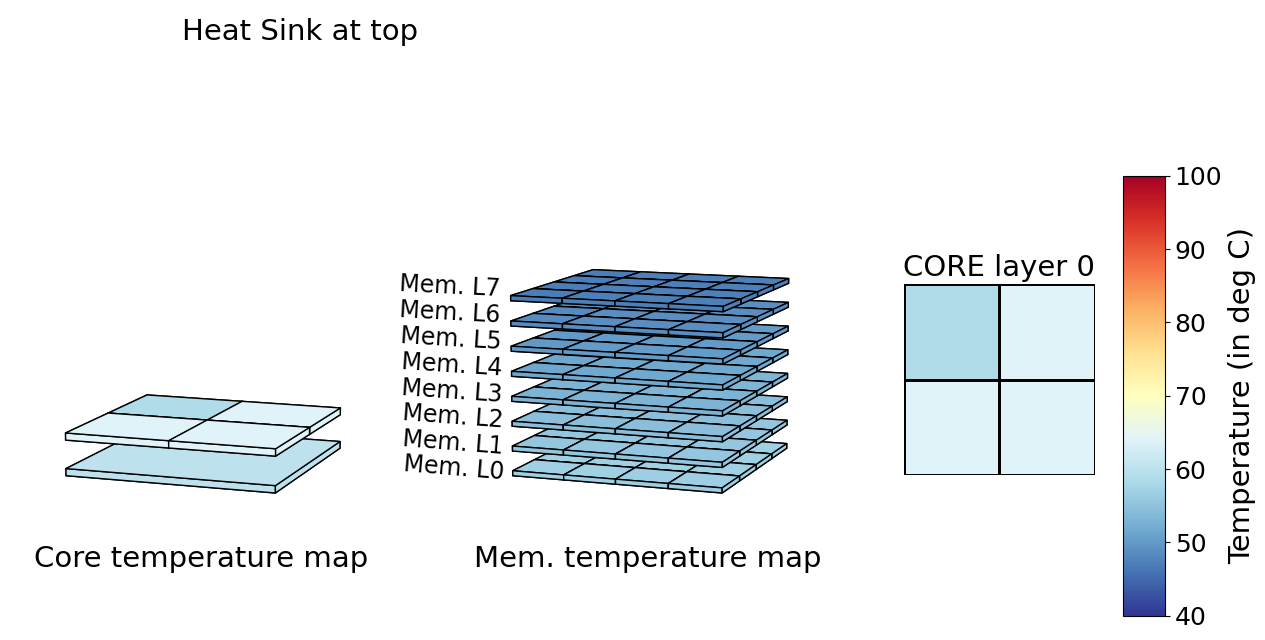 Heat Sink at top
Mem. L7
Mem. L6
Mem. L5
Mem. L4
Mem. L3
Mem. L2
Mem. L1
Mem. L0
Core temperature map
Mem. temperature map
CORE layer 0
100
90
80
70
60
50
40
Temperature (in deg C)